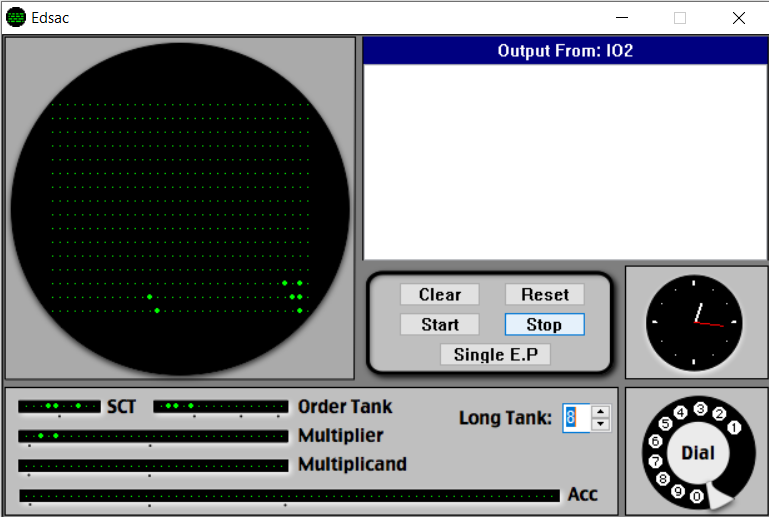 Edsac
Output From: IO2
Clear
Reset
Start
Stop
Single E.P
SCT
Order Tank
Multiplier
Multiplicand
Acc
Long Tank: 8
1
2
3
4
5
6
7
8
9
0
Dial